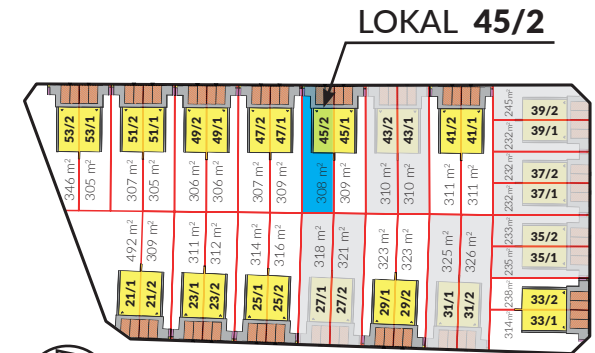 LOKAL 45/2
53/2 53/1 51/2 51/1 49/2 49/1 47/2 47/1 45/2 45/1 43/2 43/1 41/2 41/1
346 m² 305 m² 307 m² 305 m² 306 m² 306 m² 307 m² 309 m² 308 m² 309 m² 310 m² 310 m² 311 m² 311 m²
245 m² 39/2
232 m² 39/1
232 m² 37/2
232 m² 37/1
233 m² 35/2
235 m² 35/1
238 m² 33/2
314 m² 33/1
492 m² 309 m² 311 m² 312 m² 314 m² 316 m² 318 m² 321 m² 323 m² 323 m² 325 m² 326 m²
21/1 21/2 23/1 23/2 25/1 25/2 27/1 27/2 29/1 29/2 31/1 31/2